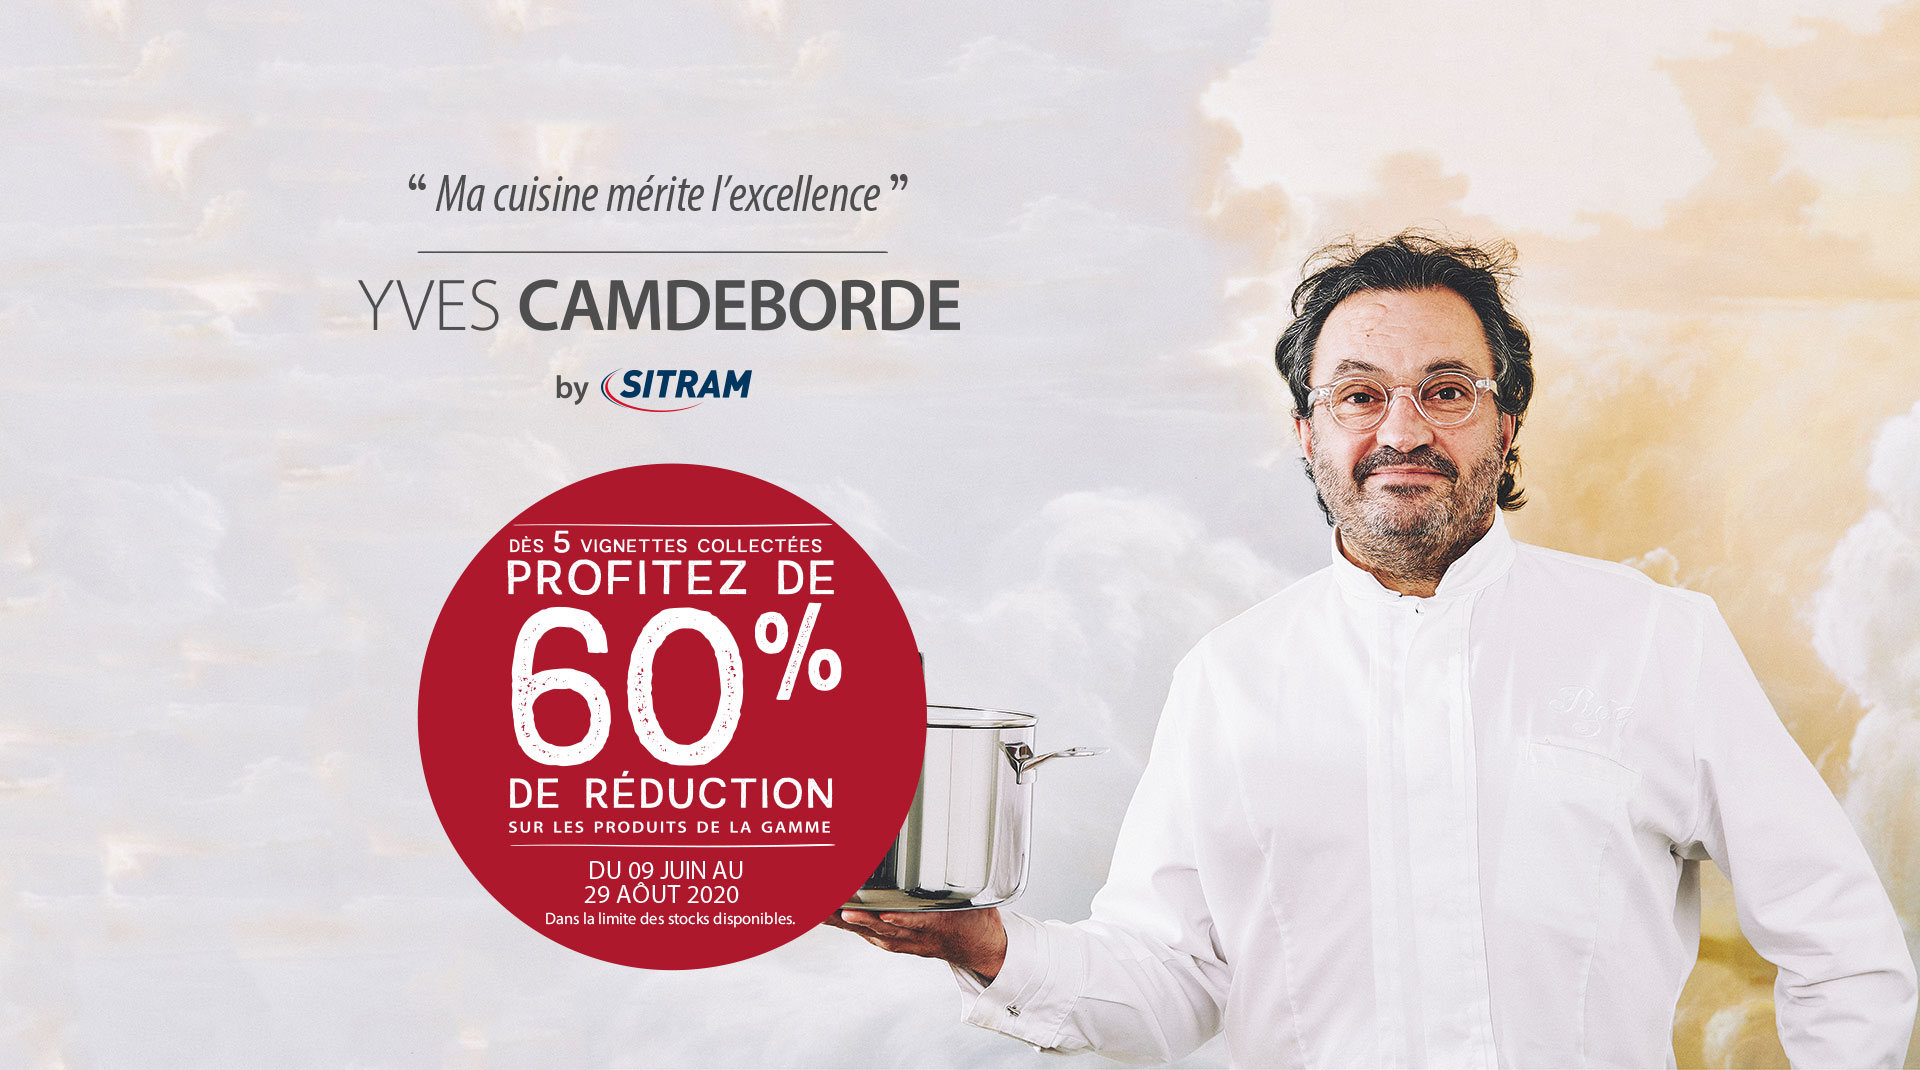 “ Ma cuisine mérite l’excellence ”
YVES CAMDEBORDE
by SITRAM
DÈS 5 VIGNETTES COLLECTÉES
PROFITEZ DE
60%
DE RÉDUCTION
SUR LES PRODUITS DE LA GAMME
DU 09 JUIN AU
29 AÔUT 2020
Dans la limite des stocks disponibles.